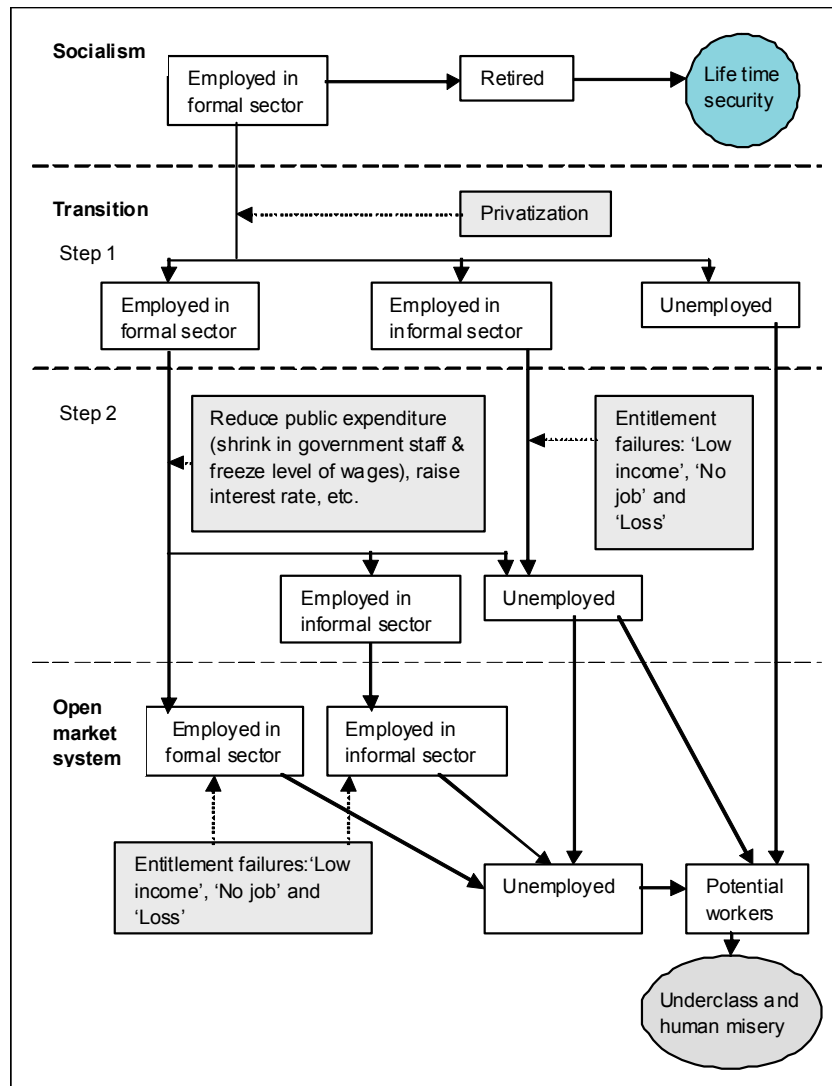 Socialism
Employed in
formal sector
Retired
Life time
security
Transition
Privatization
Step 1
Employed in
formal sector
Employed in
informal sector
Unemployed
Step 2
Reduce public expenditure
(shrink in government staff &
freeze level of wages), raise
interest rate, etc.
Entitlement
failures: ‘Low
income’, ‘No
job’ and
‘Loss’
Employed in
informal sector
Unemployed
Open
market
system
Employed in
formal sector
Employed in
informal sector
Entitlement failures:‘Low
income’, ‘No job’ and
‘Loss’
Unemployed
Potential
workers
Underclass and
human misery